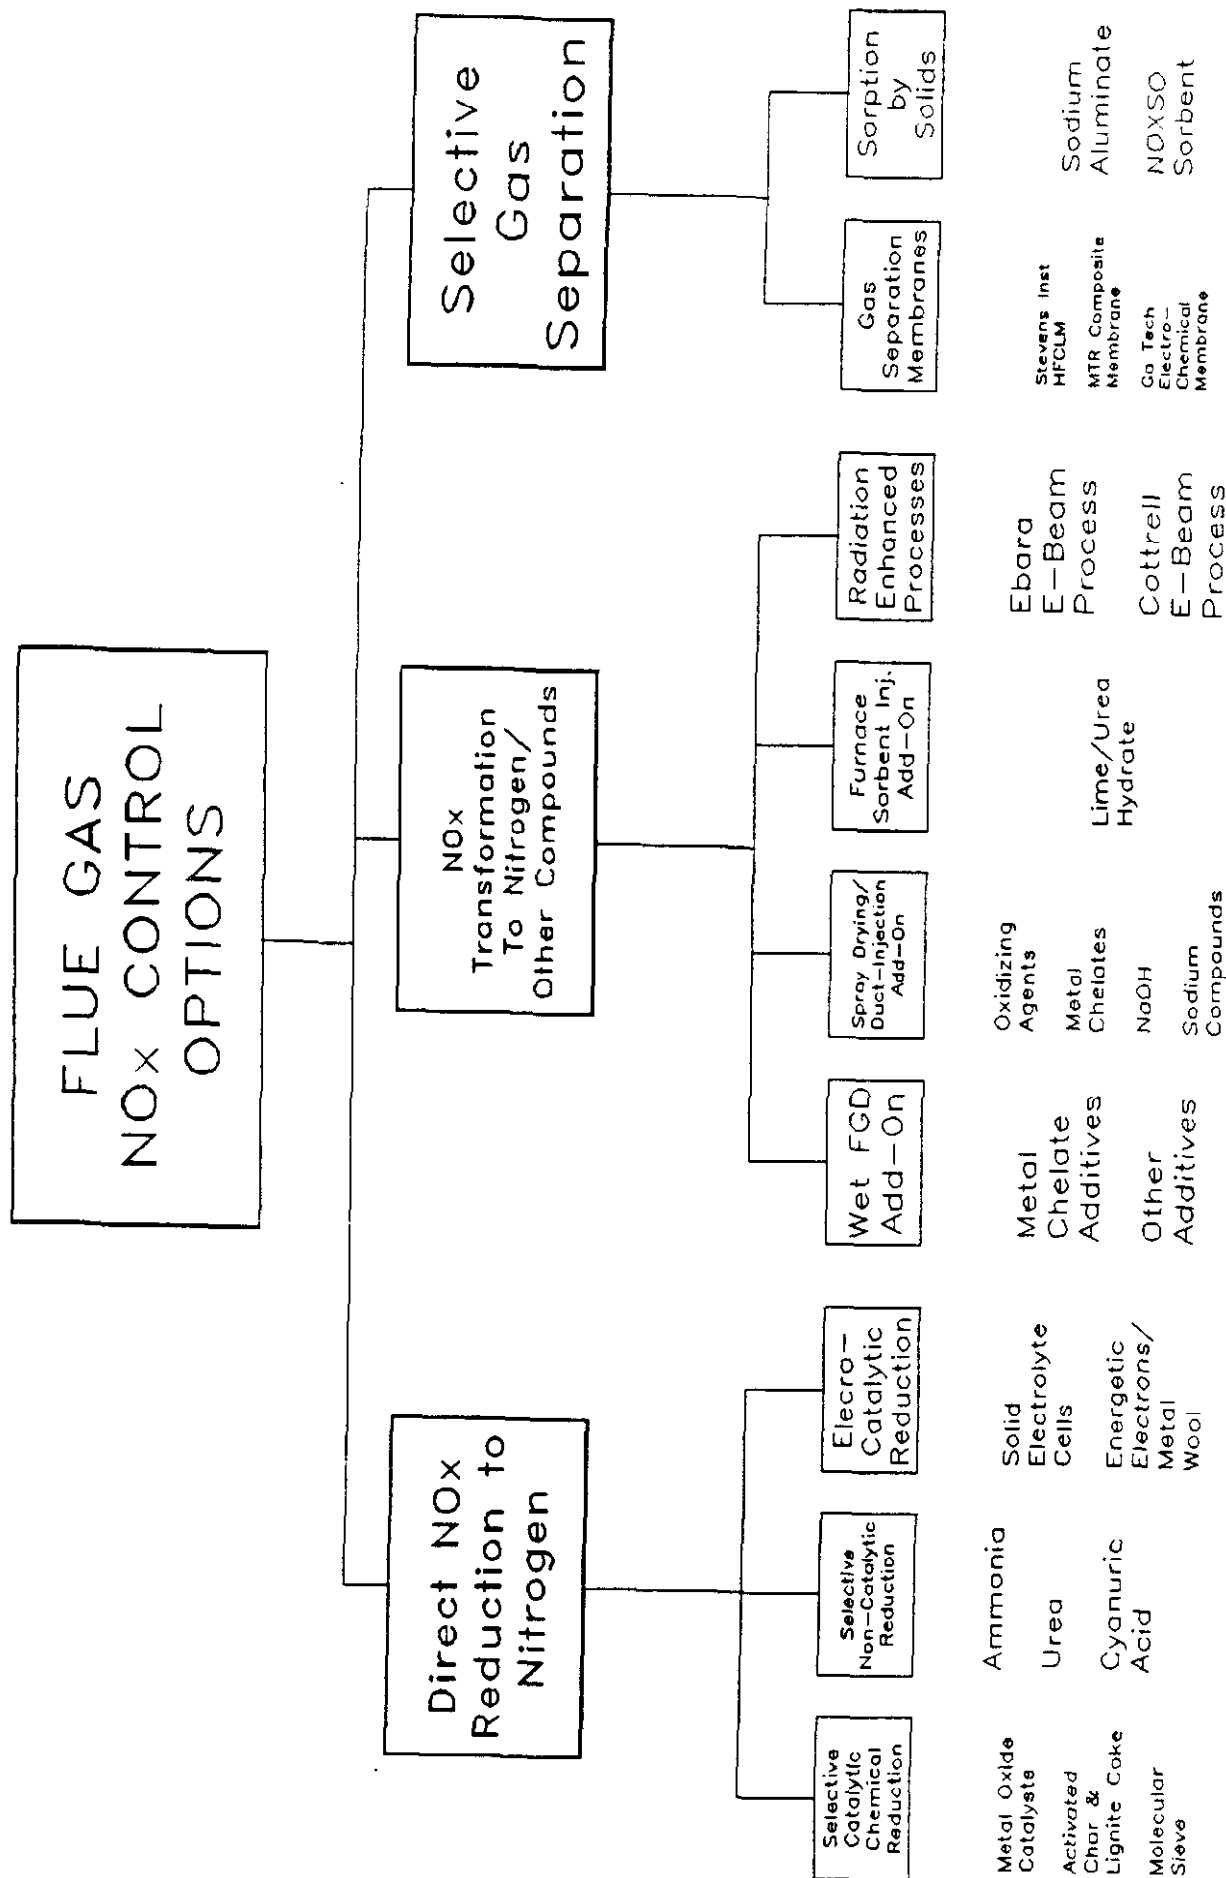 FLUE GAS
NOx CONTROL
OPTIONS
Direct NOx
Reduction to
Nitrogen
NOx
Transformation
To Nitrogen/
Other Compounds
Selective
Gas
Separation
Selective
Catalytic
Chemical
Reduction
Selective
Non-Catalytic
Reduction
Elecro-
Catalytic
Reduction
Wet FGD
Add-On
Spray Drying/
Duct-Injection
Add-On
Furnace
Sorbent Inj.
Add-On
Radiation
Enhanced
Processes
Gas
Separation
Membranes
Sorption
by
Solids
Metal Oxide
Catalysts
Activated
Char &
Lignite Coke
Molecular
Sieve
Ammonia
Urea
Cyanuric
Acid
Solid
Electrolyte
Cells
Energetic
Electrons/
Metal
Wool
Metal
Chelate
Additives
Other
Additives
Oxidizing
Agents
Metal
Chelates
NaOH
Sodium
Compounds
Lime/Urea
Hydrate
Ebara
E-Beam
Process
Cottrell
E-Beam
Process
Stevens Inst
HFCLM
MTR Composite
Membrane
Ga Tech
Electro-
Chemical
Membrane
Sodium
Aluminate
NOXSO
Sorbent